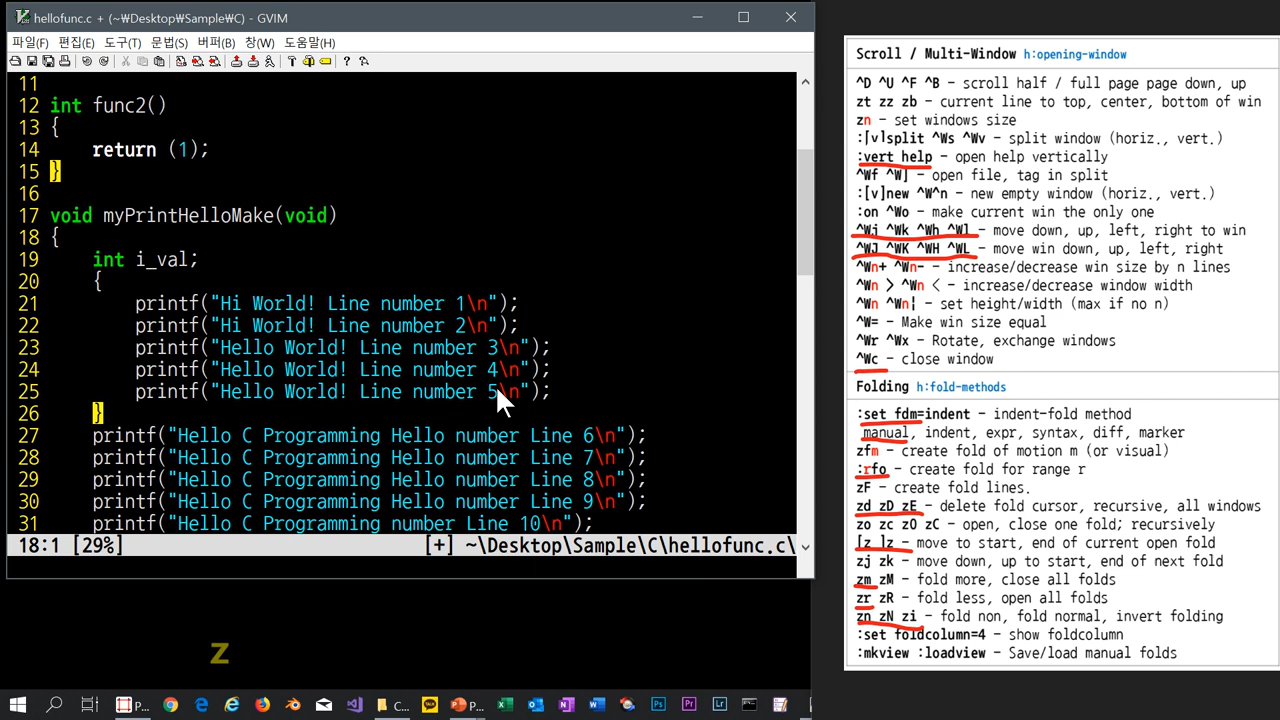 hellofunc.c + (~\Desktop\Sample\C) - GVIM
파일(F) 편집(E) 도구(T) 문법(S) 버퍼(B) 창(W) 도움말(H)
11
12 int func2()
13 {
14 return (1);
15 }
16
17 void myPrintHelloMake(void)
18 {
19 int i_val;
20 {
21 printf("Hi World! Line number 1\n");
22 printf("Hi World! Line number 2\n");
23 printf("Hello World! Line number 3\n");
24 printf("Hello World! Line number 4\n");
25 printf("Hello World! Line number 5\n");
26 }
27 printf("Hello C Programming Hello number Line 6\n");
28 printf("Hello C Programming Hello number Line 7\n");
29 printf("Hello C Programming Hello number Line 8\n");
30 printf("Hello C Programming Hello number Line 9\n");
31 printf("Hello C Programming number Line 10\n");
18:1 [29%] [+] ~\Desktop\Sample\C\hellofunc.c\
z
Scroll / Multi-Window h:opening-window
^D ^U ^F ^B - scroll half / full page page down, up
zt zz zb - current line to top, center, bottom of win
zn - set windows size
:[v]split ^Ws ^Wv - split window (horiz., vert.)
:vert help - open help vertically
^Wf ^W] - open file, tag in split
:[v]new ^W^n - new empty window (horiz., vert.)
:on ^Wo - make current win the only one
^Wj ^Wk ^Wh ^Wl - move down, up, left, right to win
^WJ ^WK ^WH ^WL - move win down, up, left, right
^Wn+ ^Wn- - increase/decrease win size by n lines
^Wn > ^Wn < - increase/decrease window width
^Wn ^Wn¦ - set height/width (max if no n)
^W= - Make win size equal
^Wr ^Wx - Rotate, exchange windows
^Wc - close window
Folding h:fold-methods
:set fdm=indent - indent-fold method
manual, indent, expr, syntax, diff, marker
zfm - create fold of motion m (or visual)
:rfo - create fold for range r
zF - create fold lines.
zd zD zE - delete fold cursor, recursive, all windows
zo zc zO zC - open, close one fold; recursively
[z ]z - move to start, end of current open fold
zj zk - move down, up to start, end of next fold
zm zM - fold more, close all folds
zr zR - fold less, open all folds
zn zN zi - fold non, fold normal, invert folding
:set foldcolumn=4 - show foldcolumn
:mkview :loadview - Save/load manual folds
P...
C...
P...